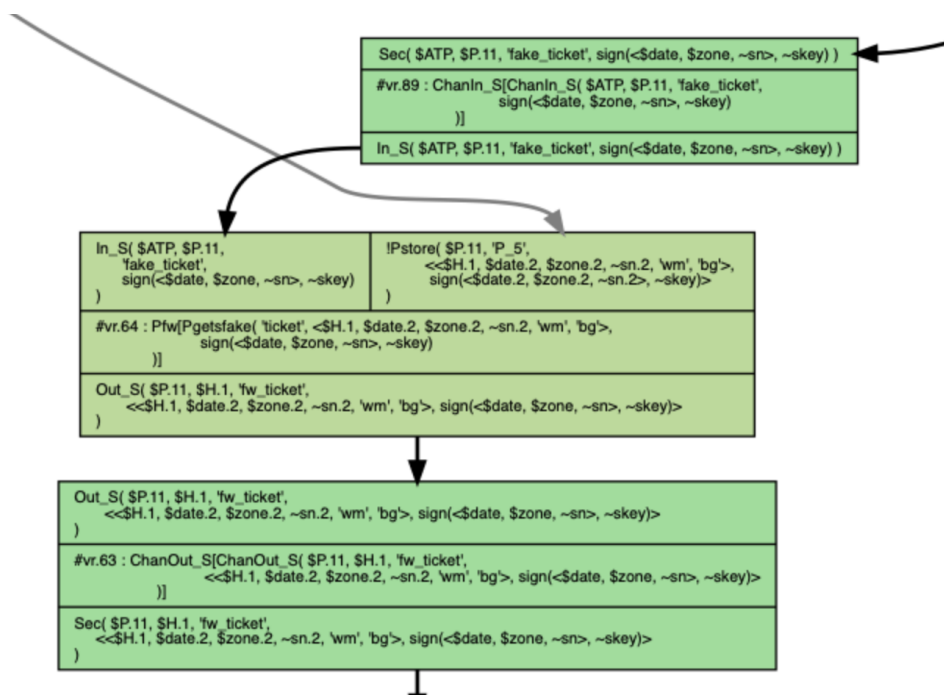 Sec( $ATP, $P.11, 'fake_ticket', sign(<$date, $zone, ~sn>, ~skey) )
#vr.89 : ChanIn_S[ChanIn_S( $ATP, $P.11, 'fake_ticket',
sign(<$date, $zone, ~sn>, ~skey)
)]
In_S( $ATP, $P.11, 'fake_ticket', sign(<$date, $zone, ~sn>, ~skey) )
In_S( $ATP, $P.11,
'fake_ticket',
sign(<$date, $zone, ~sn>, ~skey)
)
!Pstore( $P.11, 'P_5',
<<$H.1, $date.2, $zone.2, ~sn.2, 'wm', 'bg'>,
sign(<$date.2, $zone.2, ~sn.2>, ~skey)>
)
#vr.64 : Pfw[Pgetsfake( 'ticket', <$H.1, $date.2, $zone.2, ~sn.2, 'wm', 'bg'>,
sign(<$date, $zone, ~sn>, ~skey)
)]
Out_S( $P.11, $H.1, 'fw_ticket',
<<$H.1, $date.2, $zone.2, ~sn.2, 'wm', 'bg'>, sign(<$date, $zone, ~sn>, ~skey)>
)
Out_S( $P.11, $H.1, 'fw_ticket',
<<$H.1, $date.2, $zone.2, ~sn.2, 'wm', 'bg'>, sign(<$date, $zone, ~sn>, ~skey)>
)
#vr.63 : ChanOut_S[ChanOut_S( $P.11, $H.1, 'fw_ticket',
<<$H.1, $date.2, $zone.2, ~sn.2, 'wm', 'bg'>, sign(<$date, $zone, ~sn>, ~skey)>
)]
Sec( $P.11, $H.1, 'fw_ticket',
<<$H.1, $date.2, $zone.2, ~sn.2, 'wm', 'bg'>, sign(<$date, $zone, ~sn>, ~skey)>
)